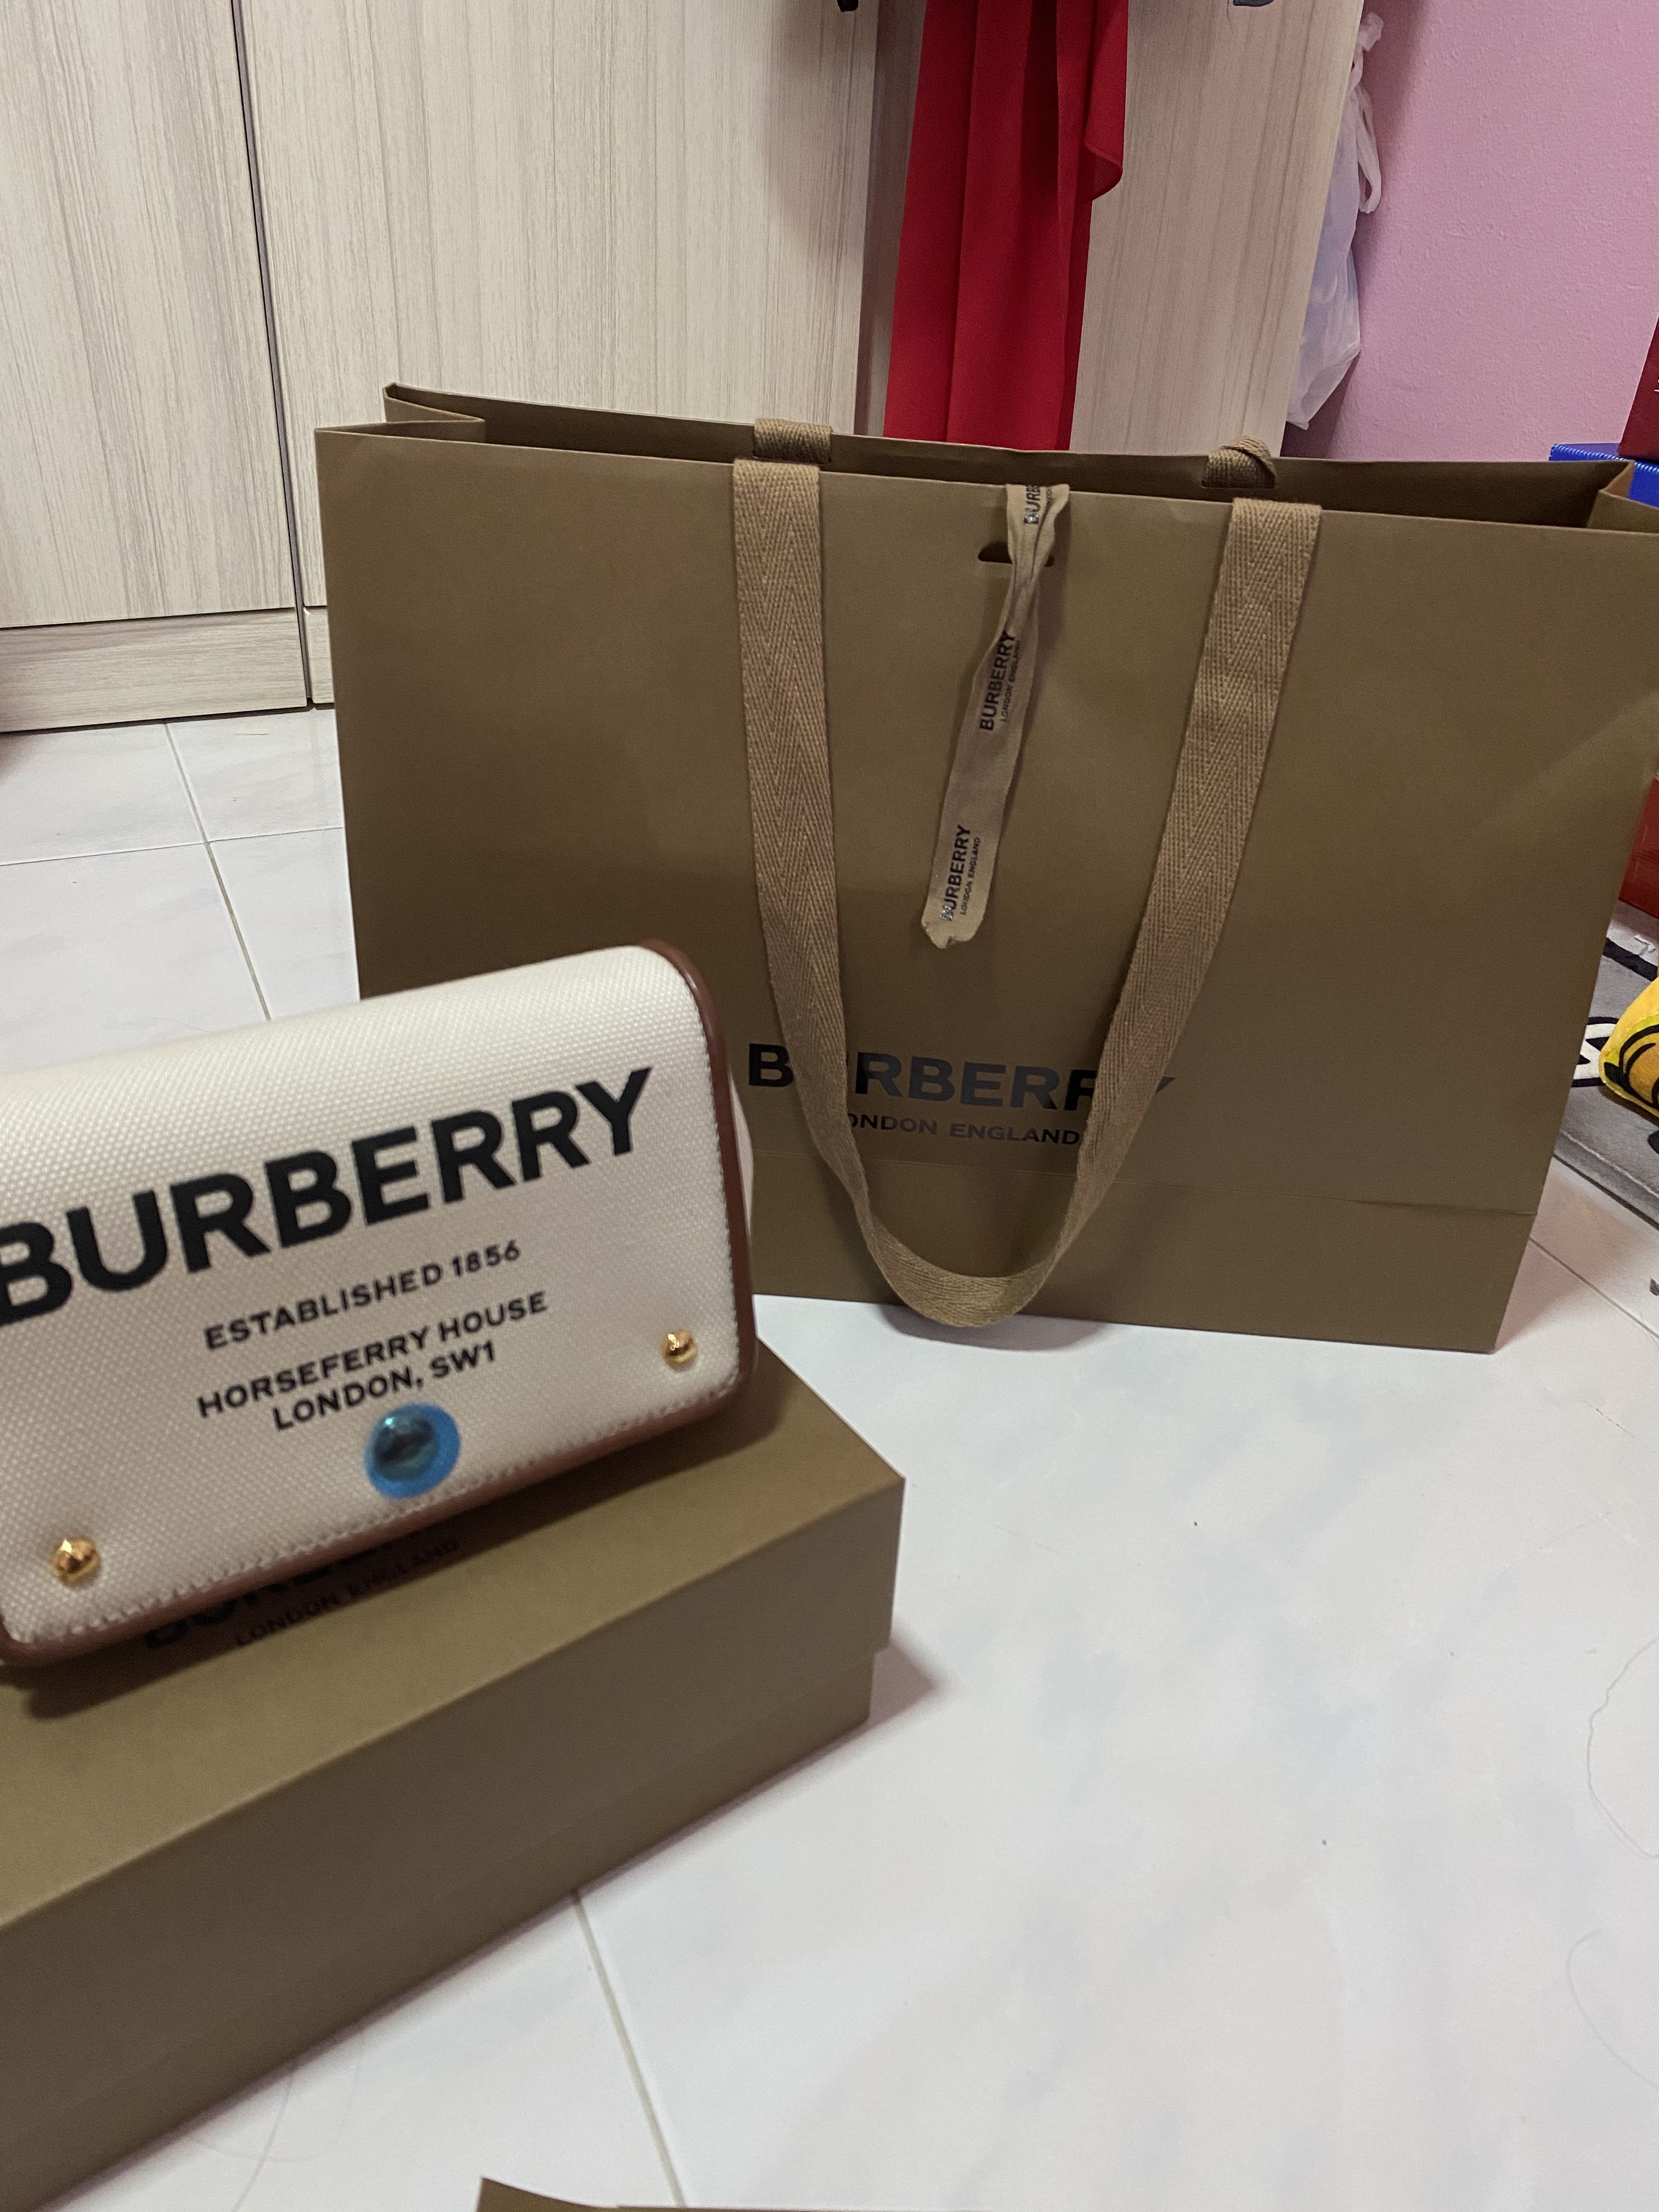 BURBERRY
LONDON ENGLAND
BURBERRY
LONDON ENGLAND
BURBERRY
LONDON ENGLAND
BURBERRY
ESTABLISHED 1856
HORSEFERRY HOUSE
LONDON, SW1
LONDON ENGLAND